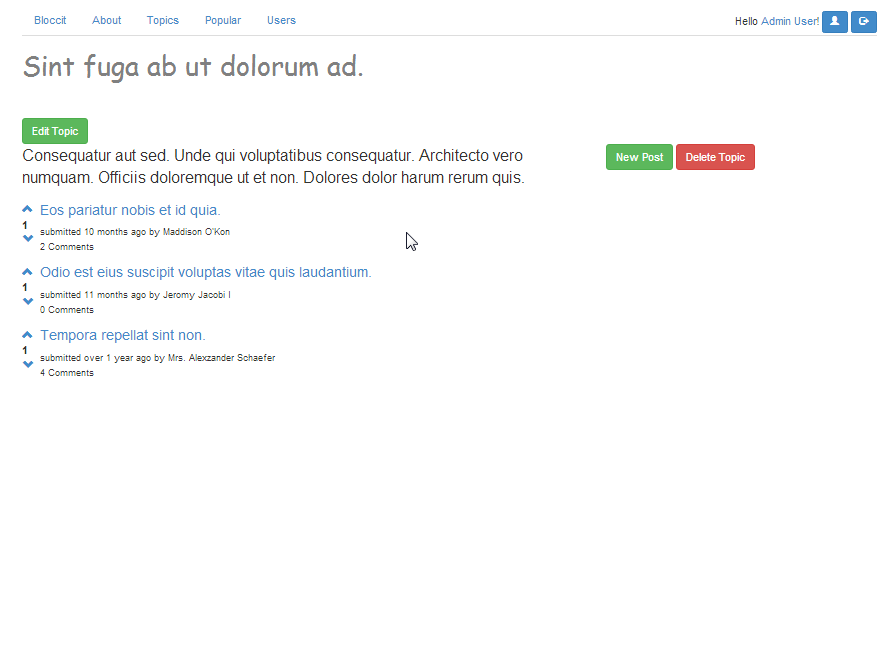 Bloccit About Topics Popular Users Hello Admin User!
Sint fuga ab ut dolorum ad.
Edit Topic
Consequatur aut sed. Unde qui voluptatibus consequatur. Architecto vero
numquam. Officiis doloremque ut et non. Dolores dolor harum rerum quis.
New Post Delete Topic
Eos pariatur nobis et id quia.
1
submitted 10 months ago by Maddison O'Kon
2 Comments
Odio est eius suscipit voluptas vitae quis laudantium.
1
submitted 11 months ago by Jeromy Jacobi I
0 Comments
Tempora repellat sint non.
1
submitted over 1 year ago by Mrs. Alexzander Schaefer
4 Comments